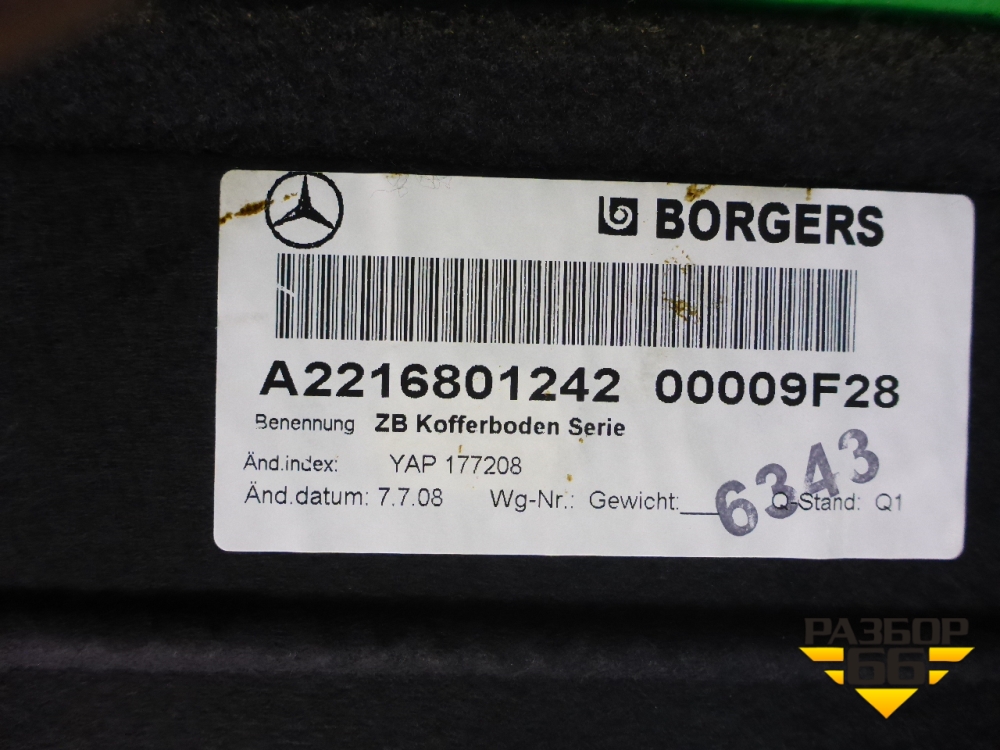 BORGERS
A2216801242 00009F28
Benennung ZB Kofferboden Serie
Änd.index: YAP 177208
Änd.datum: 7.7.08 Wg-Nr.: Gewicht:___ Q-Stand: Q1
6343
РАЗБОР
66